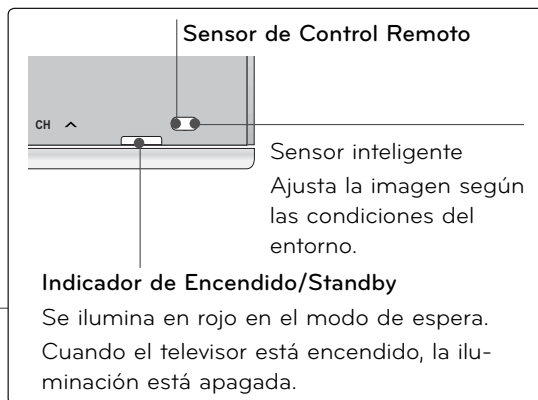 Sensor de Control Remoto
CH ^
Sensor inteligente
Ajusta la imagen según
las condiciones del
entorno.
Indicador de Encendido/Standby
Se ilumina en rojo en el modo de espera.
Cuando el televisor está encendido, la ilu-
minación está apagada.